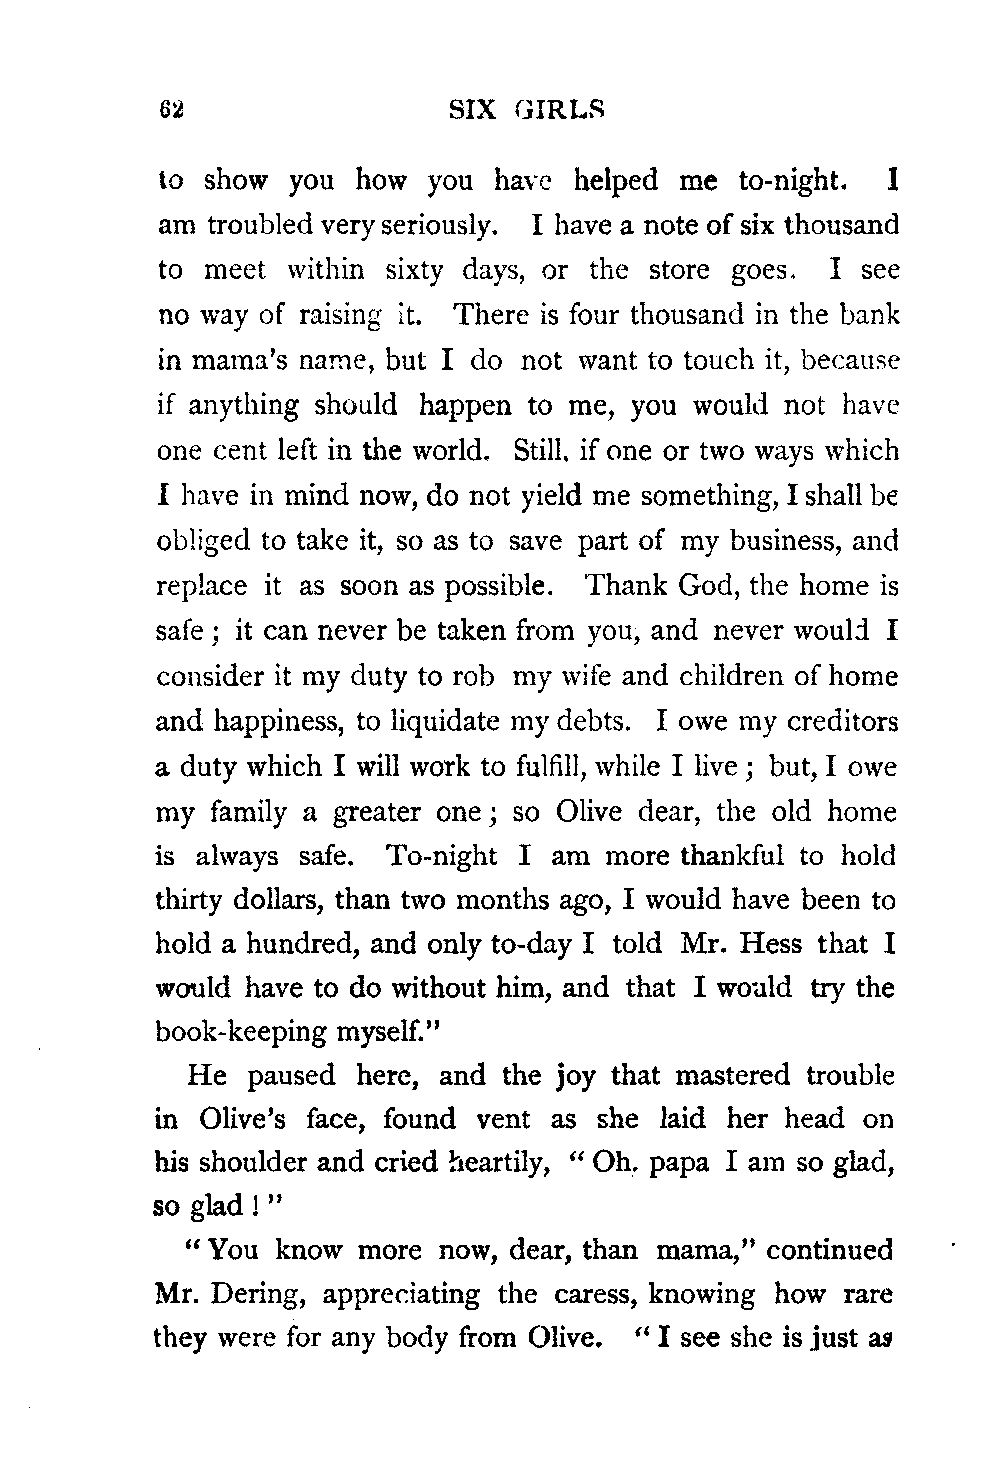 62 SIX GIRLS
to show you how you have helped me to-night. I
am troubled very seriously. I have a note of six thousand
to meet within sixty days, or the store goes. I see
no way of raising it. There is four thousand in the bank
in mama's name, but I do not want to touch it, because
if anything should happen to me, you would not have
one cent left in the world. Still, if one or two ways which
I have in mind now, do not yield me something, I shall be
obliged to take it, so as to save part of my business, and
replace it as soon as possible. Thank God, the home is
safe; it can never be taken from you, and never would I
consider it my duty to rob my wife and children of home
and happiness, to liquidate my debts. I owe my creditors
a duty which I will work to fulfill, while I live; but, I owe
my family a greater one; so Olive dear, the old home
is always safe. To-night I am more thankful to hold
thirty dollars, than two months ago, I would have been to
hold a hundred, and only to-day I told Mr. Hess that I
would have to do without him, and that I would try the
book-keeping myself."
He paused here, and the joy that mastered trouble
in Olive's face, found vent as she laid her head on
his shoulder and cried heartily, "Oh, papa I am so glad,
so glad!"
"You know more now, dear, than mama," continued
Mr. Dering, appreciating the caress, knowing how rare
they were for any body from Olive. "I see she is just as